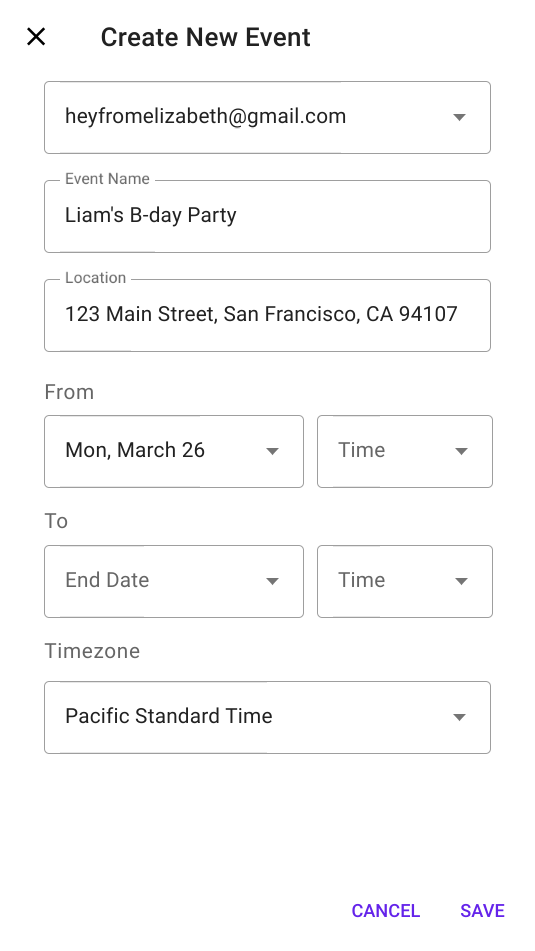 Create New Event
heyfromelizabeth@gmail.com
Event Name
Liam's B-day Party
Location
123 Main Street, San Francisco, CA 94107
From
Mon, March 26
Time
To
End Date
Time
Timezone
Pacific Standard Time
CANCEL
SAVE